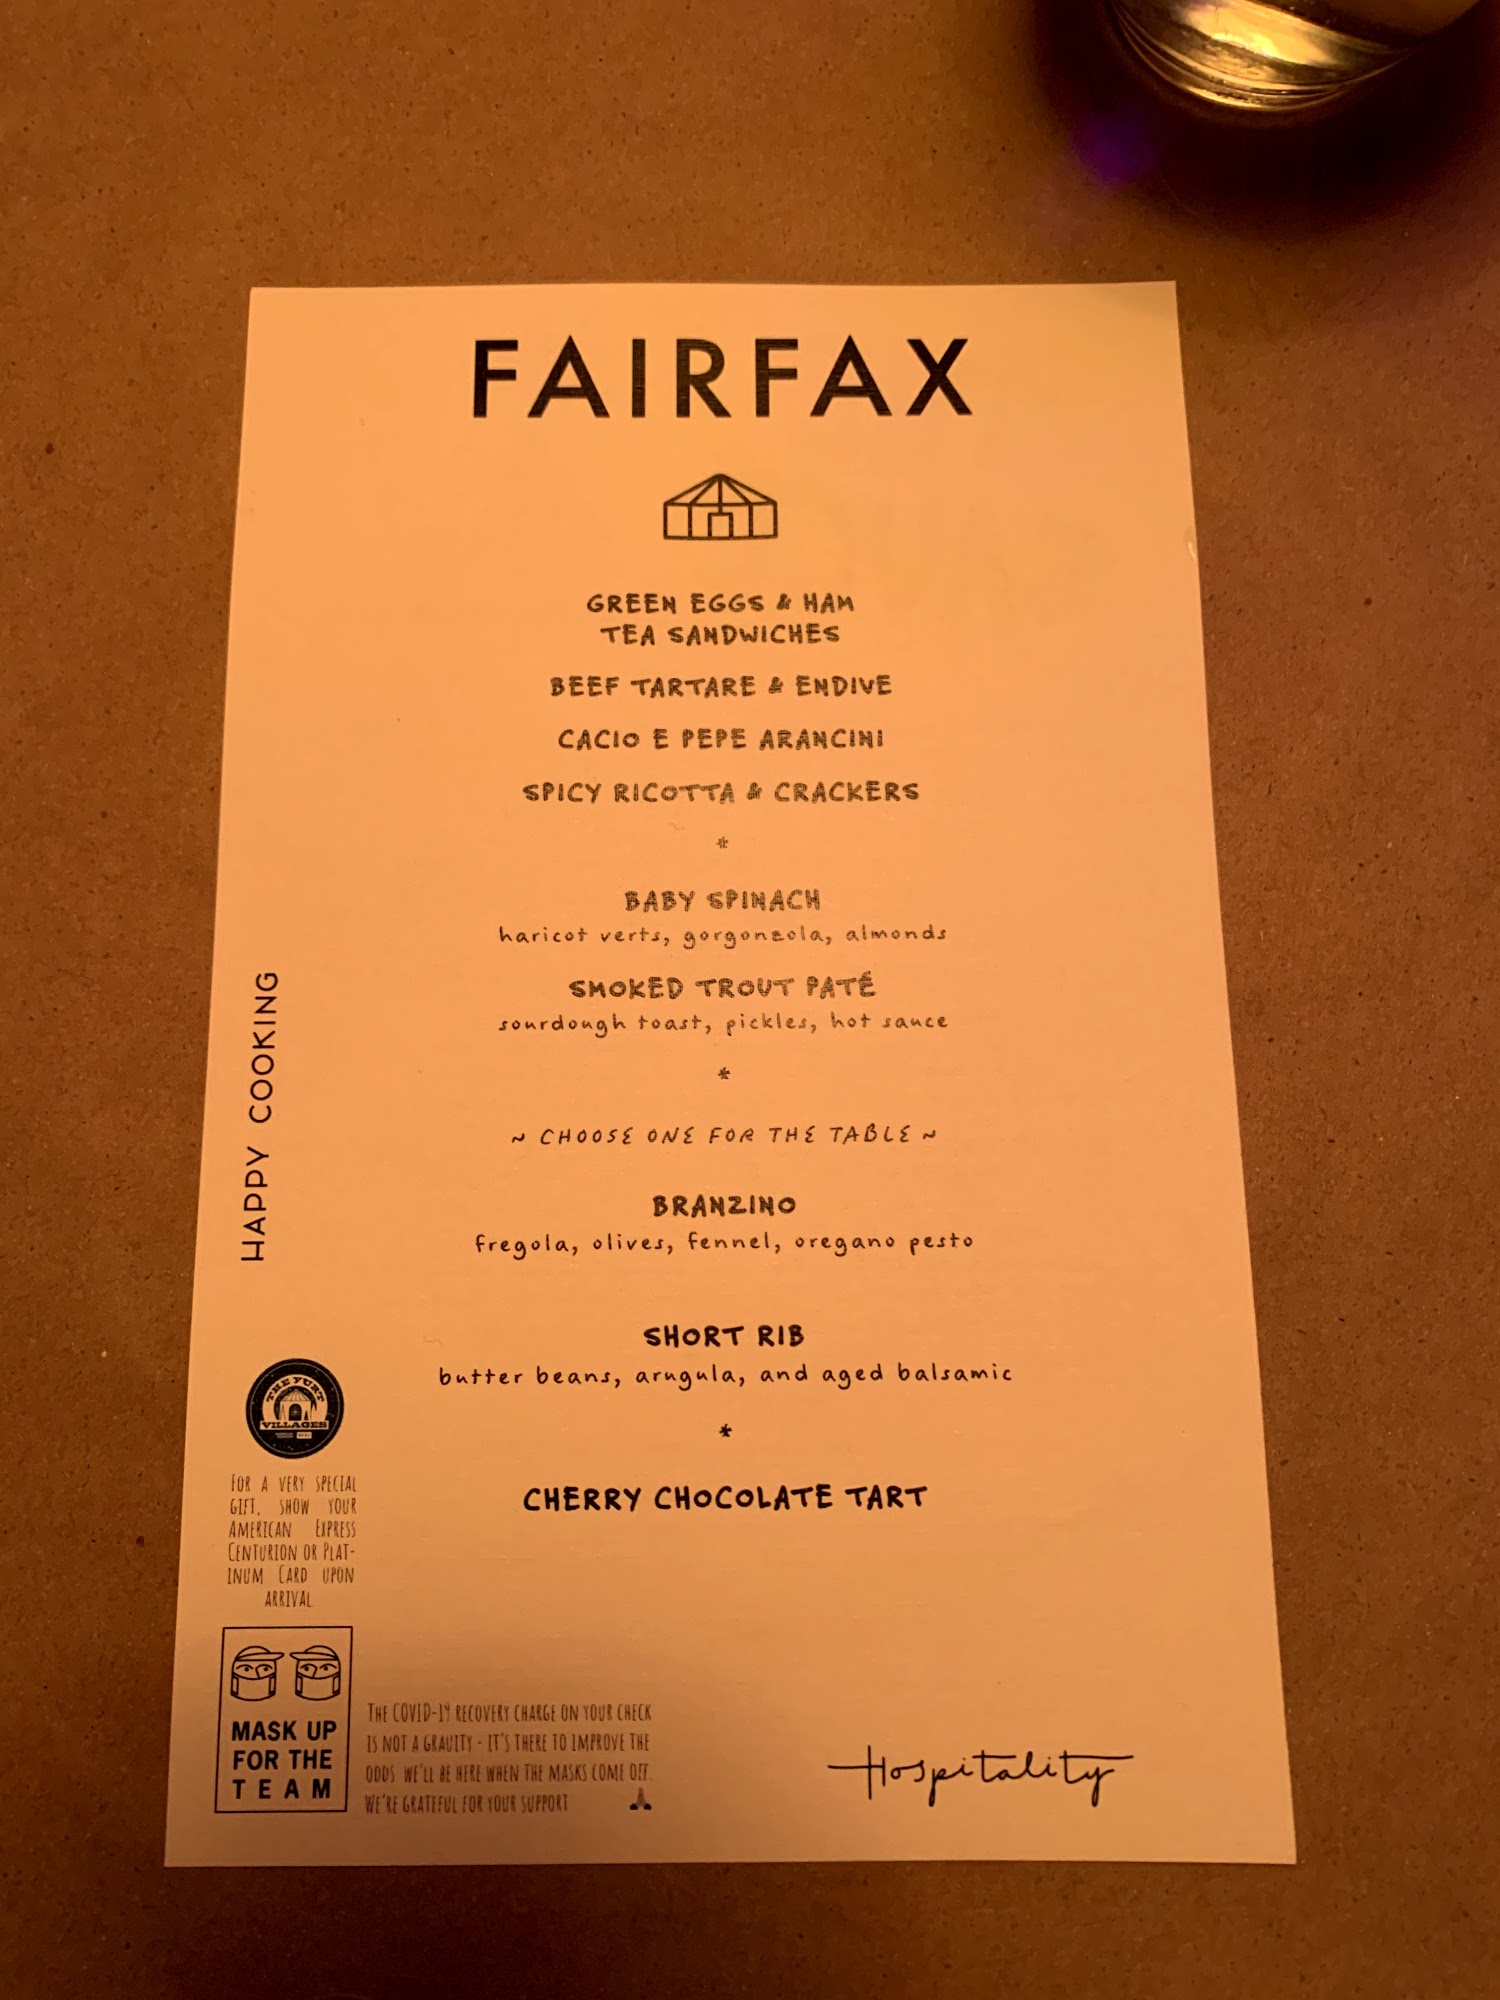 FAIRFAX
GREEN EGGS & HAM
TEA SANDWICHES
BEEF TARTARE & ENDIVE
CACIO E PEPE ARANCINI
SPICY RICOTTA & CRACKERS
*
BABY SPINACH
haricot verts, gorgonzola, almonds
SMOKED TROUT PATÉ
sourdough toast, pickles, hot sauce
*
~ CHOOSE ONE FOR THE TABLE ~
BRANZINO
fregola, olives, fennel, oregano pesto
SHORT RIB
butter beans, arugula, and aged balsamic
*
CHERRY CHOCOLATE TART
HAPPY COOKING
THE YURT
VILLAGES
FOR A VERY SPECIAL
GIFT, SHOW YOUR
AMERICAN EXPRESS
CENTURION OR PLAT-
INUM CARD UPON
ARRIVAL.
MASK UP
FOR THE
TEAM
THE COVID-19 RECOVERY CHARGE ON YOUR CHECK
IS NOT A GRAUITY - IT'S THERE TO IMPROVE THE
ODDS WE'LL BE HERE WHEN THE MASKS COME OFF.
WE'RE GRATEFUL FOR YOUR SUPPORT
Hospitality